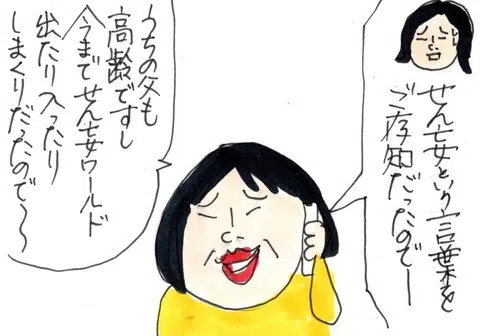 せん妄という言葉を
ご存知だったのでー
うちの父も
高齢ですし
今までせん妄ワールド
出たり入ったり
しまくりだったので〜〜